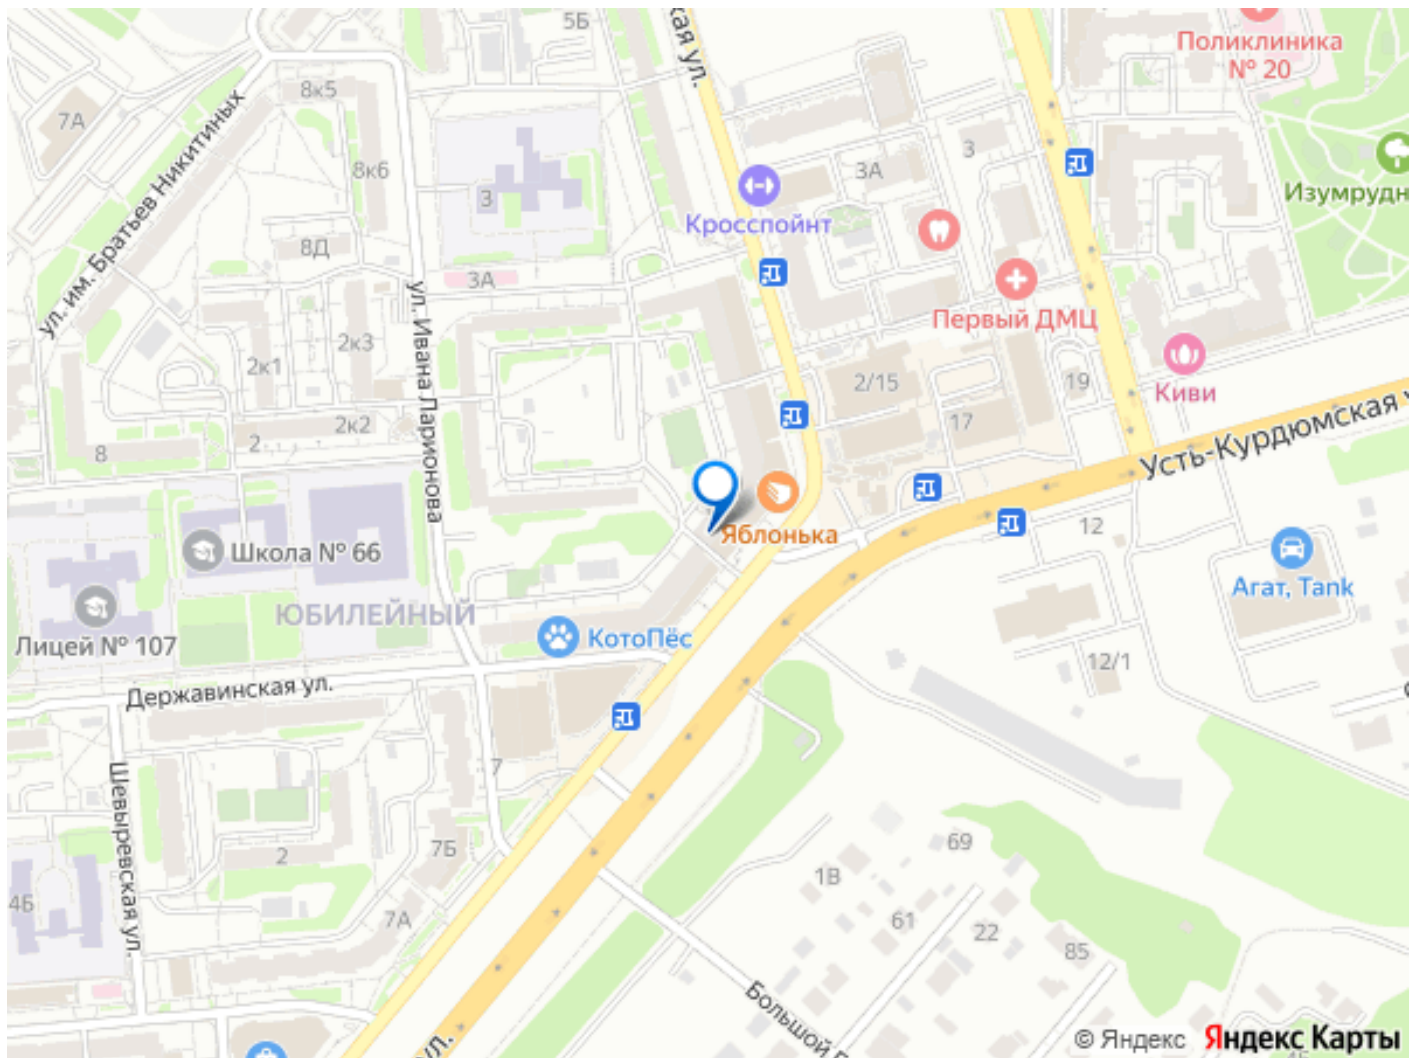 5Б
кая ул.
Поликлиника
№ 20
7А
8к5
8к6
3
3А
3
ул. им. Братьев Никитиных
Изумрудн
Кросспойнт
8Д
3А
ул. Ивана Ларионова
Первый ДМЦ
2к3
2к1
2/15
19
Киви
17
Усть-Курдюмская у
2к2
2
8
12
Яблонька
Школа № 66
Агат, Tank
ЮБИЛЕЙНЫЙ
Лицей № 107
КотоПёс
12/1
Державинская ул.
7
Шевыревская ул.
69
7Б
2
1В
4Б
7А
61
22
85
Большой
ул.
© Яндекс Яндекс Карты